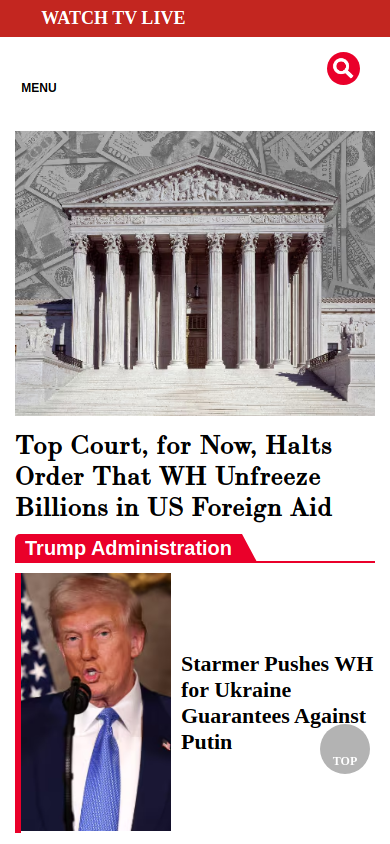 WATCH TV LIVE
MENU
Top Court, for Now, Halts
Order That WH Unfreeze
Billions in US Foreign Aid
Trump Administration
Starmer Pushes WH
for Ukraine
Guarantees Against
Putin
TOP